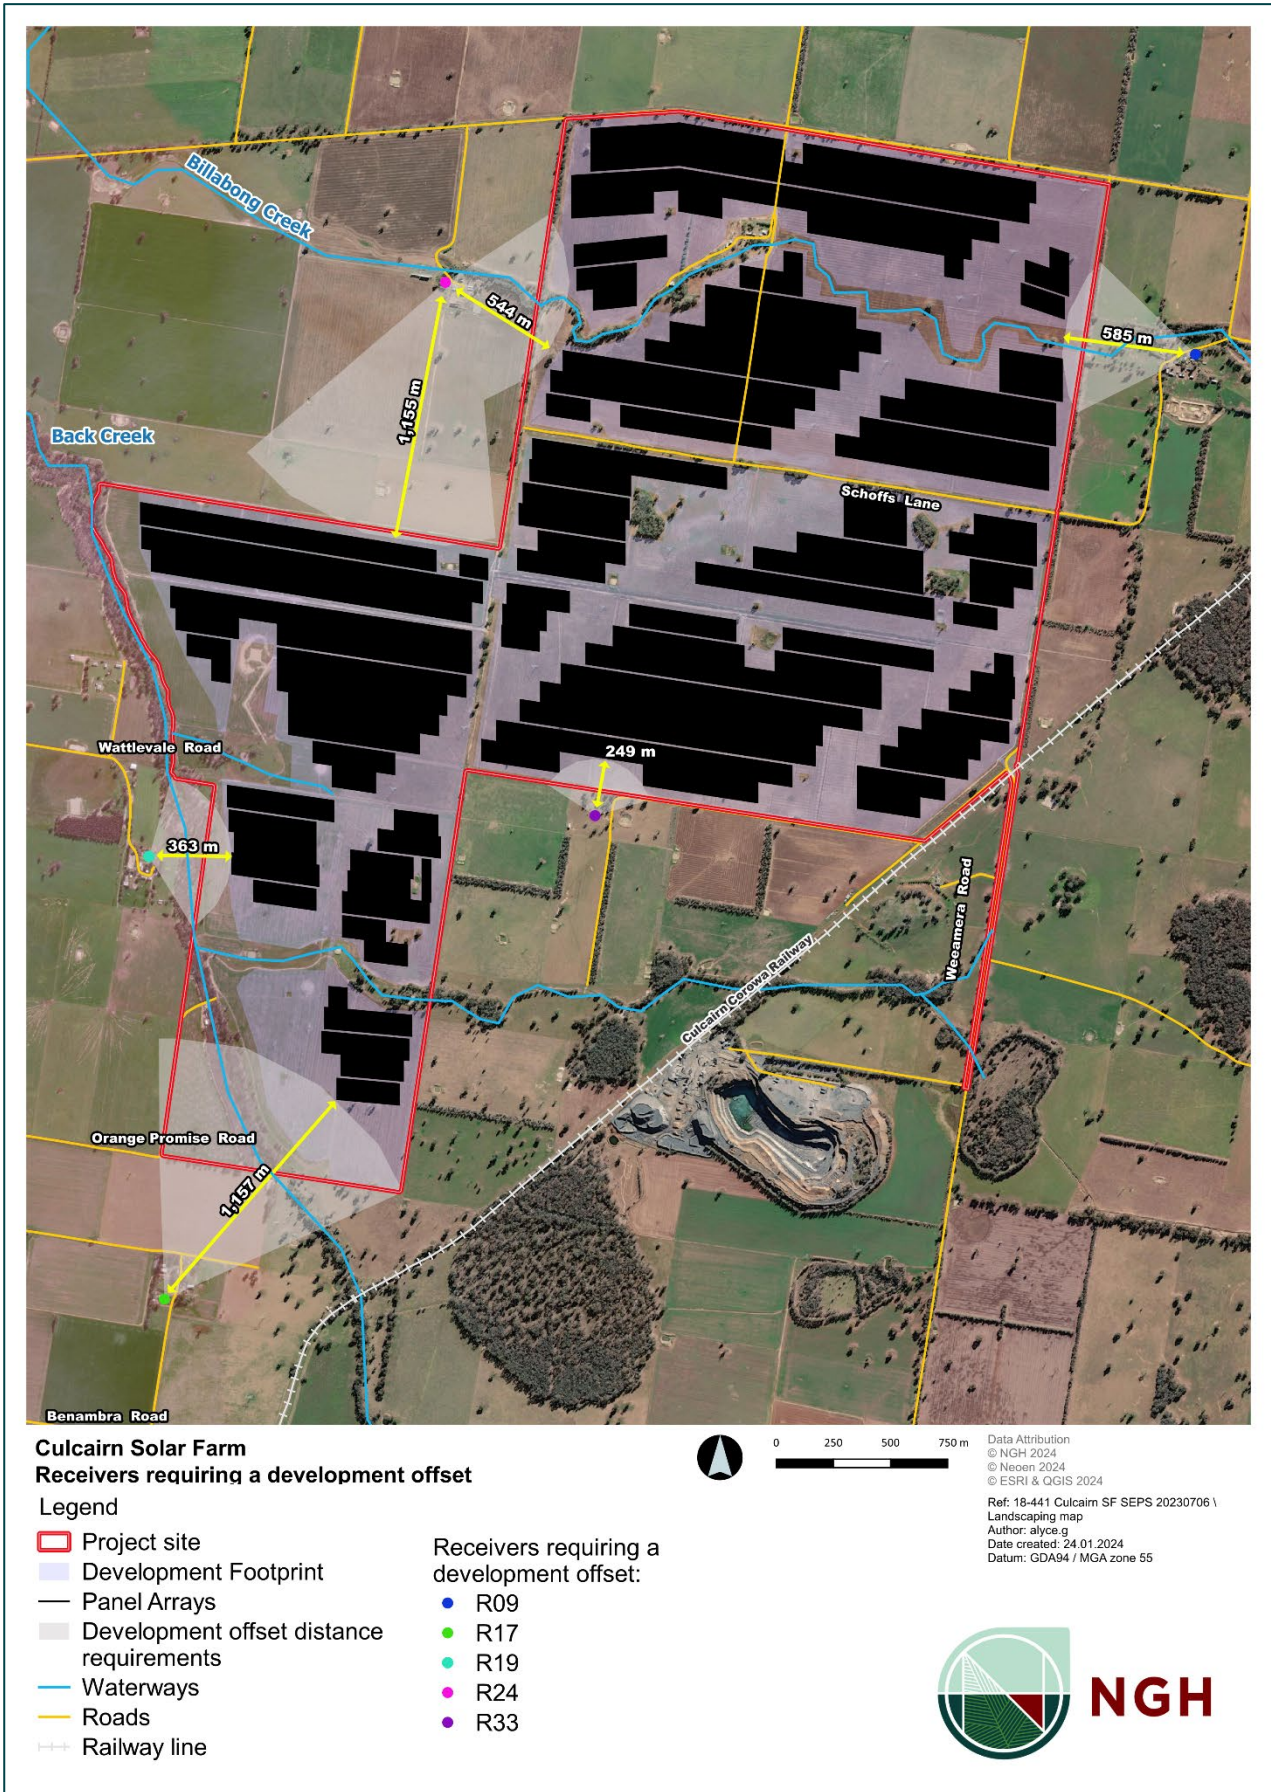 Billabong Creek
544 m
585 m
1,155 m
Back Creek
Schoffs Lane
Wattlevale Road
249 m
363 m
Weeamera Road
Culcairn Corowa Railway
Orange Promise Road
1,157 m
Benambra Road
Culcairn Solar Farm
Receivers requiring a development offset
Legend
Project site
Development Footprint
Panel Arrays
Development offset distance
requirements
Waterways
Roads
Railway line
Receivers requiring a
development offset:
R09
R17
R19
R24
R33
0 250 500 750 m
Data Attribution
© NGH 2024
© Neoen 2024
© ESRI & QGIS 2024
Ref: 18-441 Culcairn SF SEPS 20230706 \
Landscaping map
Author: alyce.g
Date created: 24.01.2024
Datum: GDA94 / MGA zone 55
NGH